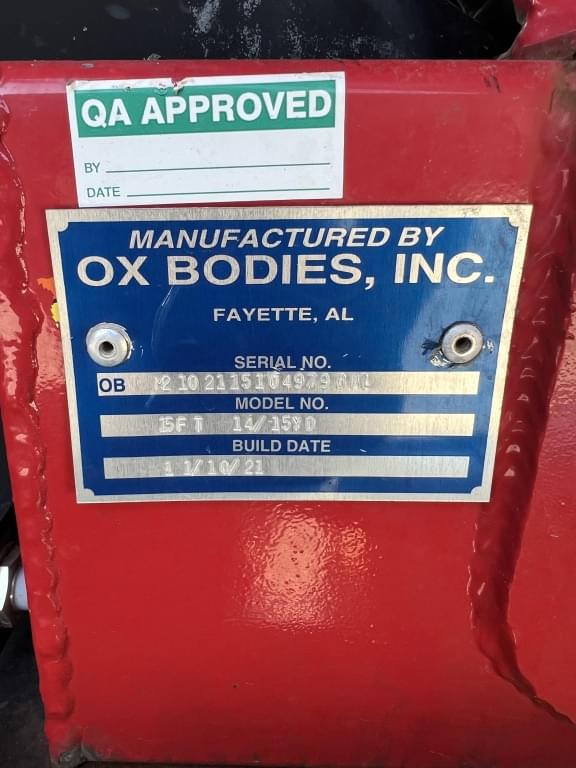 QA APPROVED
BY
DATE
MANUFACTURED BY
OX BODIES, INC.
FAYETTE, AL
SERIAL NO.
OB
MODEL NO.
14/15YD
BUILD DATE
11/10/21